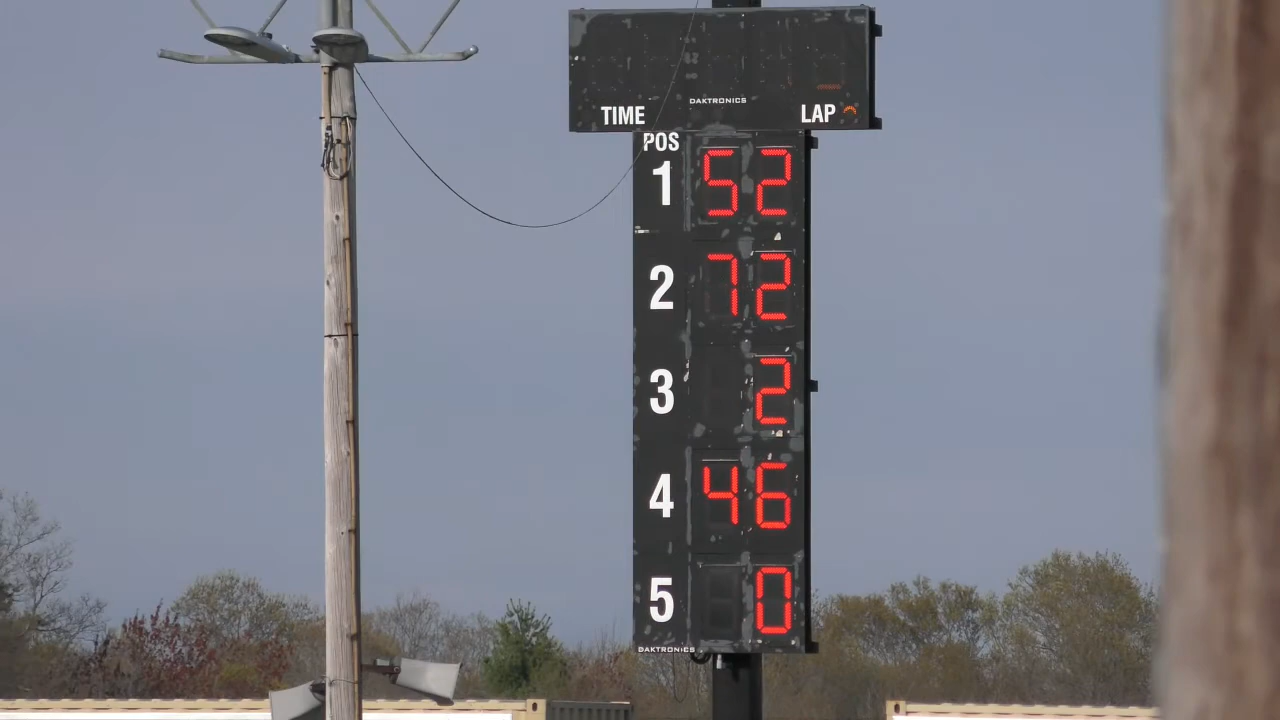 DAKTRONICS
TIME LAP
POS
1 52
2 72
3 2
4 46
5 0
DAKTRONICS